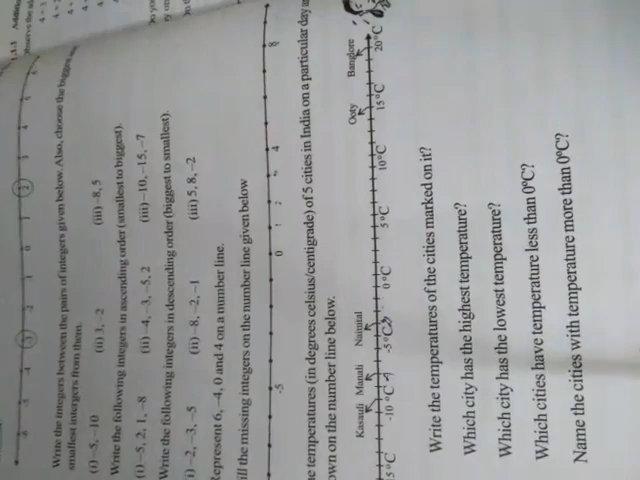 Write the integers between the pairs of integers given below. Also, choose the biggest and
smallest intergers from them.
(i) -5, -10 (ii) 3, -2 (iii) -8, 5
Write the following integers in ascending order (smallest to biggest).
(i) -5, 2, 1, -8 (ii) -4, -3, -5, 2 (iii) -10, -15, -7
Write the following integers in descending order (biggest to smallest).
i) -2, -3, -5 (ii) -8, -2, -1 (iii) 5, 8, -2
Represent 6, -4, 0 and 4 on a number line.
ill the missing integers on the number line given below
-5 0 1 2 4 8
he temperatures (in degrees celsius/centigrade) of 5 cities in India on a particular day a
own on the number line below.
Kasauli Manali Nainital Ooty Banglore
5°C -10°C -5°C 0°C 5°C 10°C 15°C 20°C
Write the temperatures of the cities marked on it?
Which city has the highest temperature?
Which city has the lowest temperature?
Which cities have temperature less than 0°C?
Name the cities with temperature more than 0°C?